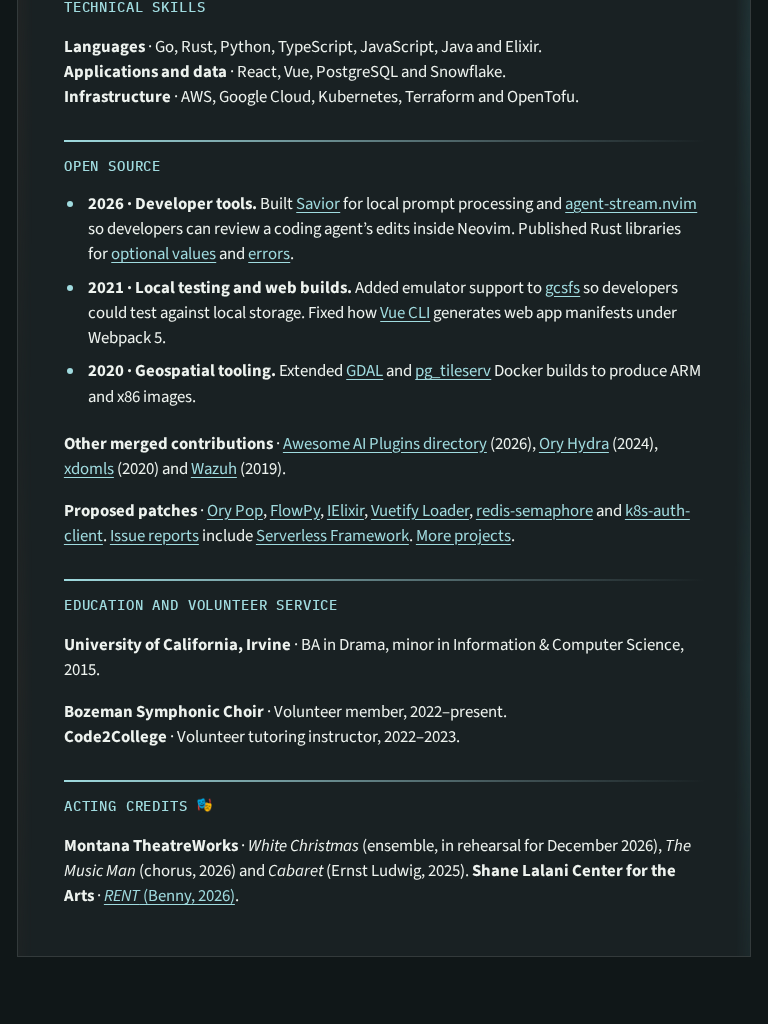 TECHNICAL SKILLS
Languages · Go, Rust, Python, TypeScript, JavaScript, Java and Elixir.
Applications and data · React, Vue, PostgreSQL and Snowflake.
Infrastructure · AWS, Google Cloud, Kubernetes, Terraform and OpenTofu.
OPEN SOURCE
• 2026 · Developer tools. Built Savior for local prompt processing and agent-stream.nvim
so developers can review a coding agent’s edits inside Neovim. Published Rust libraries
for optional values and errors.
• 2021 · Local testing and web builds. Added emulator support to gcsfs so developers
could test against local storage. Fixed how Vue CLI generates web app manifests under
Webpack 5.
• 2020 · Geospatial tooling. Extended GDAL and pg_tileserv Docker builds to produce ARM
and x86 images.
Other merged contributions · Awesome AI Plugins directory (2026), Ory Hydra (2024),
xdomls (2020) and Wazuh (2019).
Proposed patches · Ory Pop, FlowPy, IElixir, Vuetify Loader, redis-semaphore and k8s-auth-
client. Issue reports include Serverless Framework. More projects.
EDUCATION AND VOLUNTEER SERVICE
University of California, Irvine · BA in Drama, minor in Information & Computer Science,
2015.
Bozeman Symphonic Choir · Volunteer member, 2022–present.
Code2College · Volunteer tutoring instructor, 2022–2023.
ACTING CREDITS 🎭
Montana TheatreWorks · White Christmas (ensemble, in rehearsal for December 2026), The
Music Man (chorus, 2026) and Cabaret (Ernst Ludwig, 2025). Shane Lalani Center for the
Arts · RENT (Benny, 2026).